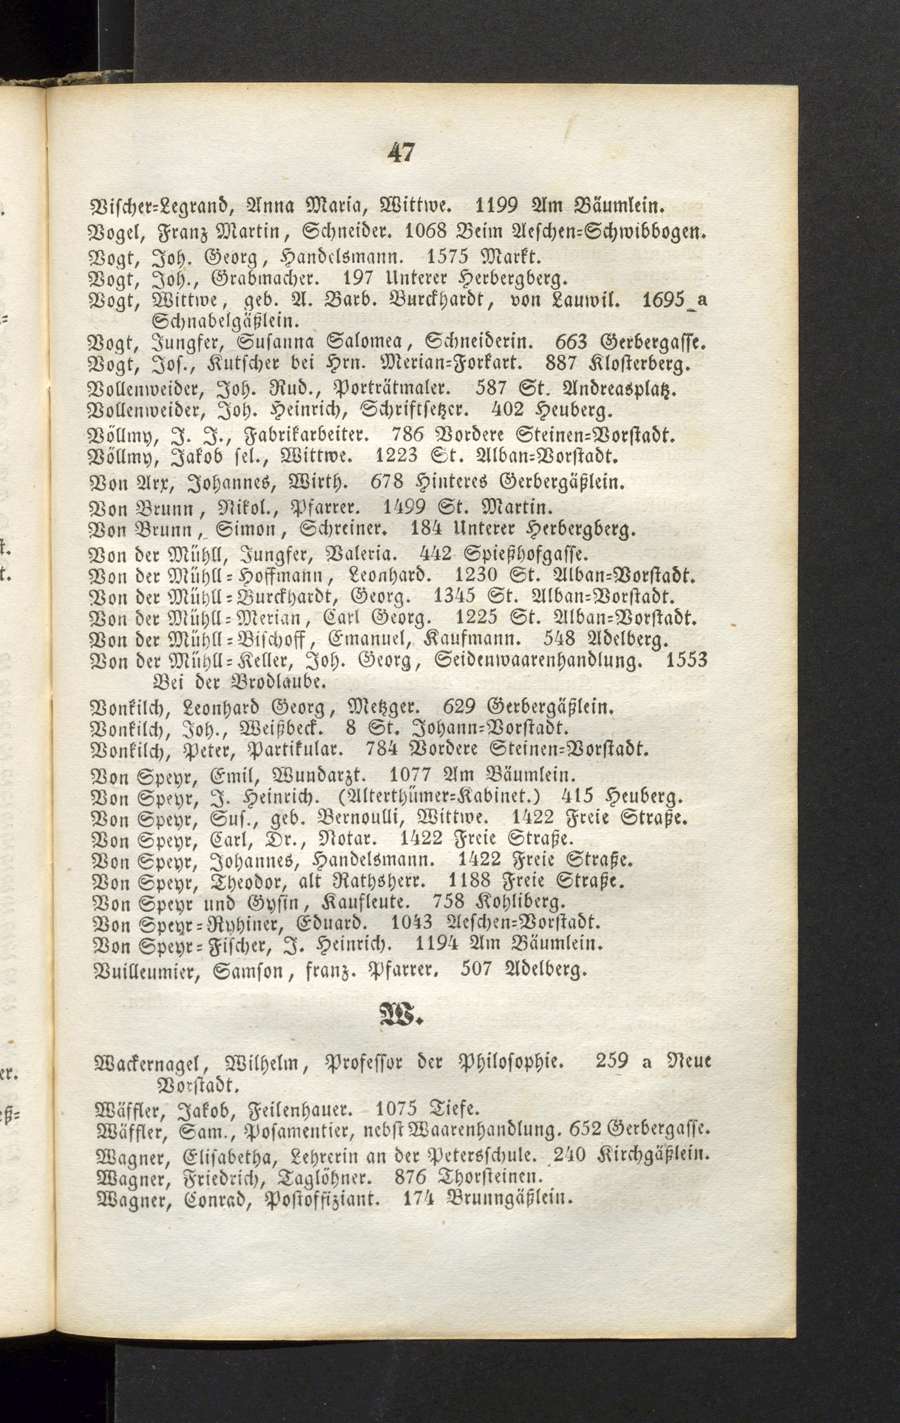 47
Vischer-Legrand, Anna Maria, Wittwe. 1199 Am Bäumlein.
Vogel, Franz Martin, Schneider. 1068 Beim Aeschen-Schwibbogen.
Vogt, Joh. Georg, Handelsmann. 1575 Markt.
Vogt, Joh., Grabmacher. 197 Unterer Herbergberg.
Vogt, Wittwe, geb. A. Barb. Burckhardt, von Lauwil. 1695 a
Schnabelgäßlein.
Vogt, Jungfer, Susanna Salomea, Schneiderin. 663 Gerbergasse.
Vogt, Jos., Kutscher bei Hrn. Merian-Forkart. 887 Klosterberg.
Vollenweider, Joh. Rud., Porträtmaler. 587 St. Andreasplatz.
Vollenweider, Joh. Heinrich, Schriftsetzer. 402 Heuberg.
Völlmy, J. J., Fabrikarbeiter. 786 Vordere Steinen-Vorstadt.
Völlmy, Jakob sel., Wittwe. 1223 St. Alban-Vorstadt.
Von Arx, Johannes, Wirth. 678 Hinteres Gerbergäßlein.
Von Brunn, Nikol., Pfarrer. 1499 St. Martin.
Von Brunn, Simon, Schreiner. 184 Unterer Herbergberg.
Von der Mühll, Jungfer, Valeria. 442 Spießhofgasse.
Von der Mühll-Hoffmann, Leonhard. 1230 St. Alban-Vorstadt.
Von der Mühll-Burckhardt, Georg. 1345 St. Alban-Vorstadt.
Von der Mühll-Merian, Carl Georg. 1225 St. Alban-Vorstadt.
Von der Mühll-Bischoff, Emanuel, Kaufmann. 548 Adelberg.
Von der Mühll-Keller, Joh. Georg, Seidenwaarenhandlung. 1553
Bei der Brodlaube.
Vonkilch, Leonhard Georg, Metzger. 629 Gerbergäßlein.
Vonkilch, Joh., Weißbeck. 8 St. Johann-Vorstadt.
Vonkilch, Peter, Partikular. 784 Vordere Steinen-Vorstadt.
Von Speyr, Emil, Wundarzt. 1077 Am Bäumlein.
Von Speyr, J. Heinrich. (Alterthümer-Kabinet.) 415 Heuberg.
Von Speyr, Sus., geb. Bernoulli, Wittwe. 1422 Freie Straße.
Von Speyr, Carl, Dr., Notar. 1422 Freie Straße.
Von Speyr, Johannes, Handelsmann. 1422 Freie Straße.
Von Speyr, Theodor, alt Rathsherr. 1188 Freie Straße.
Von Speyr und Gysin, Kaufleute. 758 Kohliberg.
Von Speyr-Ryhiner, Eduard. 1043 Aeschen-Vorstadt.
Von Speyr-Fischer, J. Heinrich. 1194 Am Bäumlein.
Vuilleumier, Samson, franz. Pfarrer. 507 Adelberg.
W.
Wackernagel, Wilhelm, Professor der Philosophie. 259 a Neue
Vorstadt.
Wäffler, Jakob, Feilenhauer. 1075 Tiefe.
Wäffler, Sam., Posamentier, nebst Waarenhandlung. 652 Gerbergasse.
Wagner, Elisabetha, Lehrerin an der Petersschule. 240 Kirchgäßlein.
Wagner, Friedrich, Taglöhner. 876 Thorsteinen.
Wagner, Conrad, Postoffiziant. 174 Brunngäßlein.